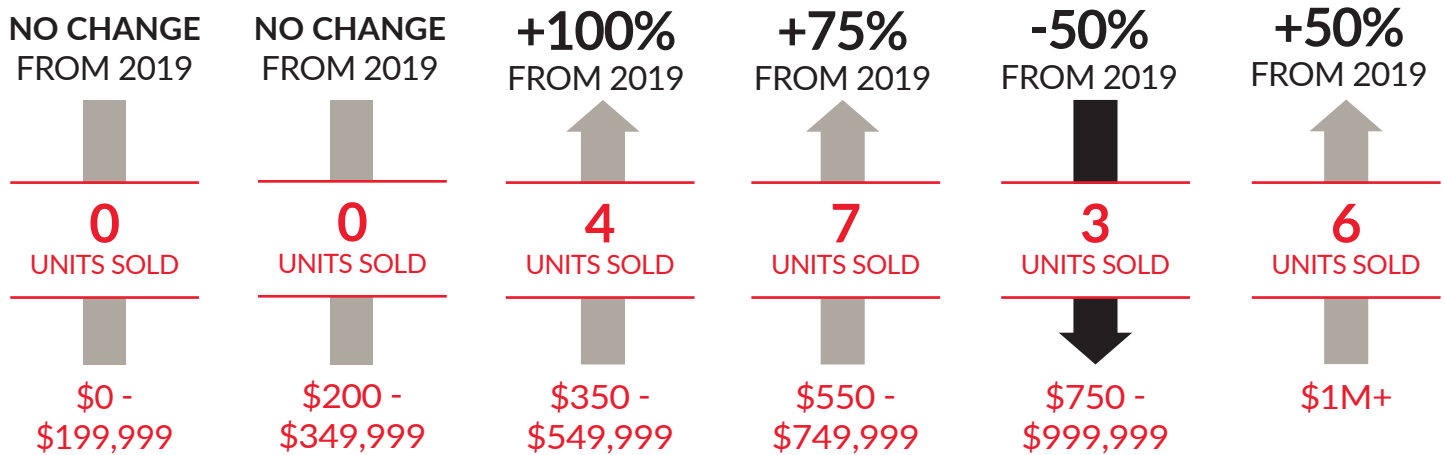 NO CHANGE
FROM 2019
0
UNITS SOLD
$0 -
$199,999
NO CHANGE
FROM 2019
0
UNITS SOLD
$200 -
$349,999
+100%
FROM 2019
4
UNITS SOLD
$350 -
$549,999
+75%
FROM 2019
7
UNITS SOLD
$550 -
$749,999
-50%
FROM 2019
3
UNITS SOLD
$750 -
$999,999
+50%
FROM 2019
6
UNITS SOLD
$1M+